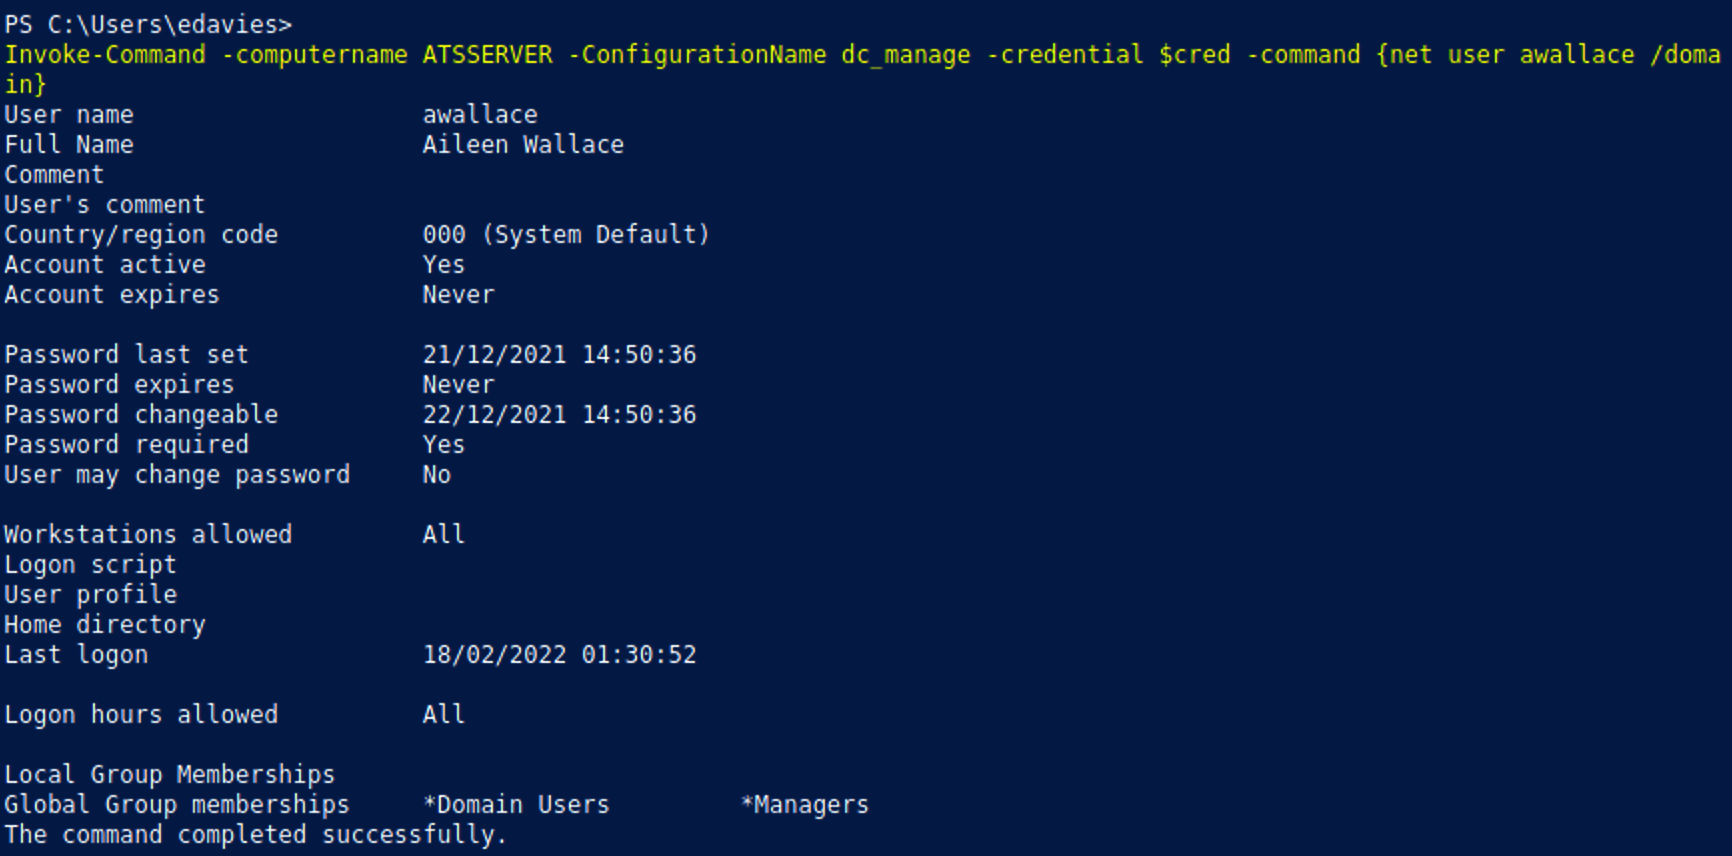 PS C:\Users\edavies>
Invoke-Command -computername ATSSERVER -ConfigurationName dc_manage -credential $cred -command {net user awallace /doma
in}
User name                    awallace
Full Name                    Aileen Wallace
Comment
User's comment
Country/region code          000 (System Default)
Account active               Yes
Account expires              Never

Password last set            21/12/2021 14:50:36
Password expires             Never
Password changeable          22/12/2021 14:50:36
Password required            Yes
User may change password     No

Workstations allowed         All
Logon script
User profile
Home directory
Last logon                   18/02/2022 01:30:52

Logon hours allowed          All

Local Group Memberships
Global Group memberships     *Domain Users         *Managers
The command completed successfully.